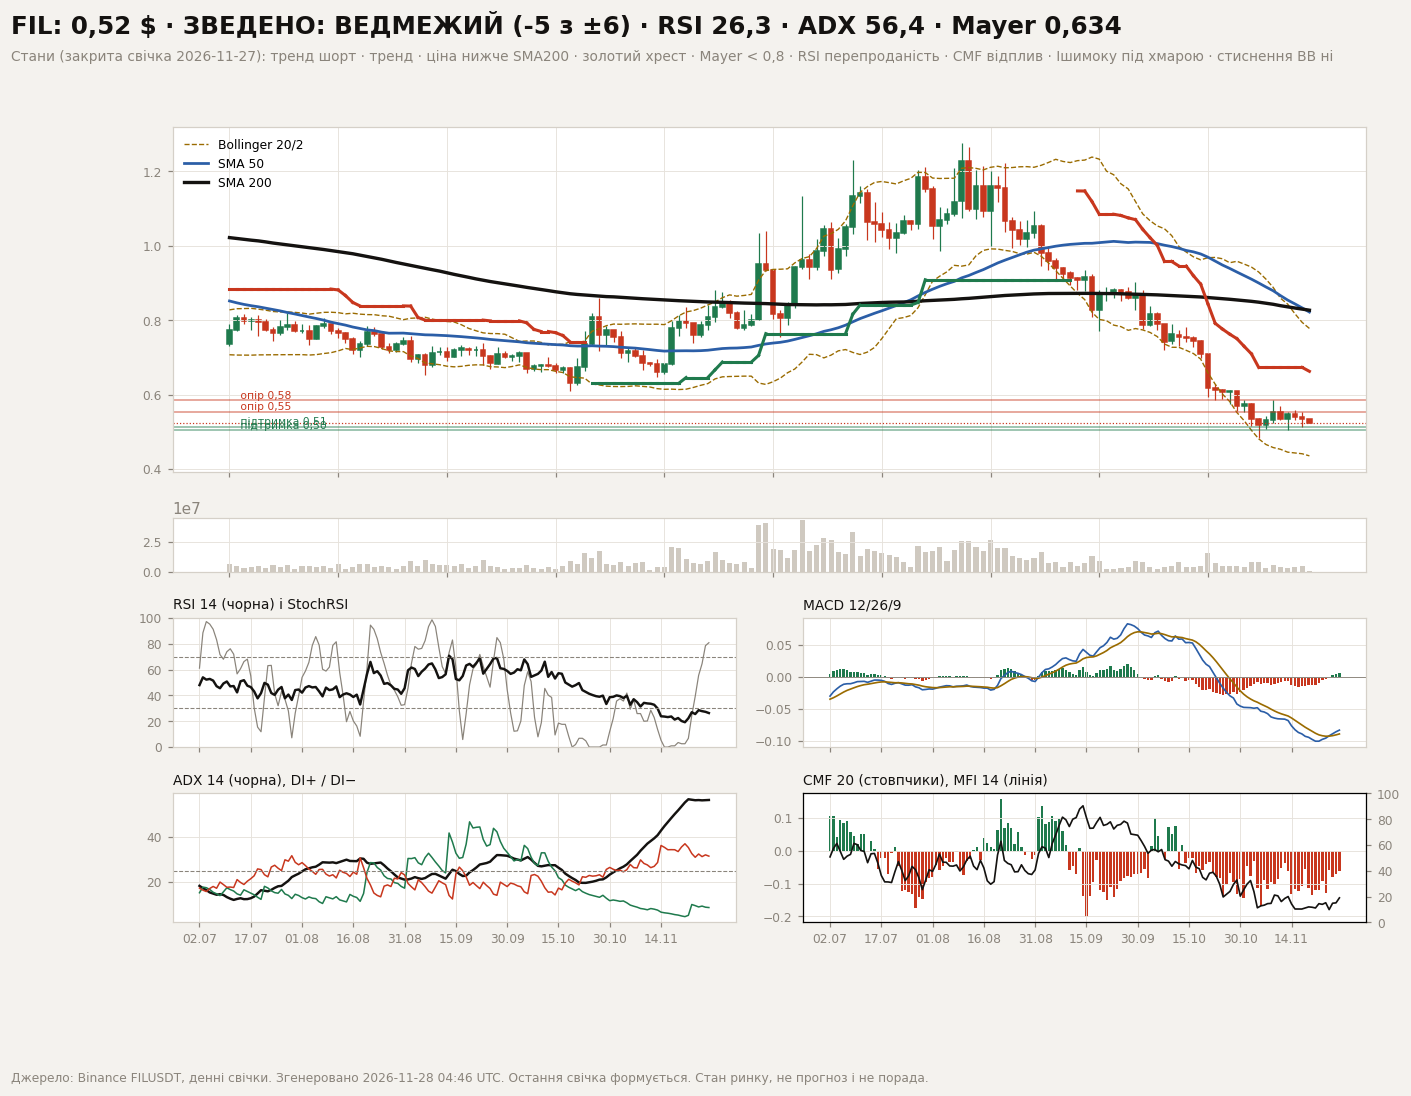 FIL: 0,52 $ · ЗВЕДЕНО: ВЕДМЕЖИЙ (-5 з ±6) · RSI 26,3 · ADX 56,4 · Mayer 0,634
Стани (закрита свічка 2026-11-27): тренд шорт · тренд · ціна нижче SMA200 · золотий хрест · Mayer < 0,8 · RSI перепроданість · CMF відплив · Ішимоку під хмарою · стиснення BB ні
Bollinger 20/2
SMA 50
SMA 200
1.2
1.0
0.8
0.6
0.4
опір 0,58
опір 0,55
підтримка 0,51
підтримка 0,50
1e7
2.5
0.0
RSI 14 (чорна) і StochRSI
100
80
60
40
20
0
MACD 12/26/9
0.05
0.00
−0.05
−0.10
ADX 14 (чорна), DI+ / DI−
40
20
02.07 17.07 01.08 16.08 31.08 15.09 30.09 15.10 30.10 14.11
CMF 20 (стовпчики), MFI 14 (лінія)
0.1
0.0
−0.1
−0.2
100
80
60
40
20
0
02.07 17.07 01.08 16.08 31.08 15.09 30.09 15.10 30.10 14.11
Джерело: Binance FILUSDT, денні свічки. Згенеровано 2026-11-28 04:46 UTC. Остання свічка формується. Стан ринку, не прогноз і не порада.